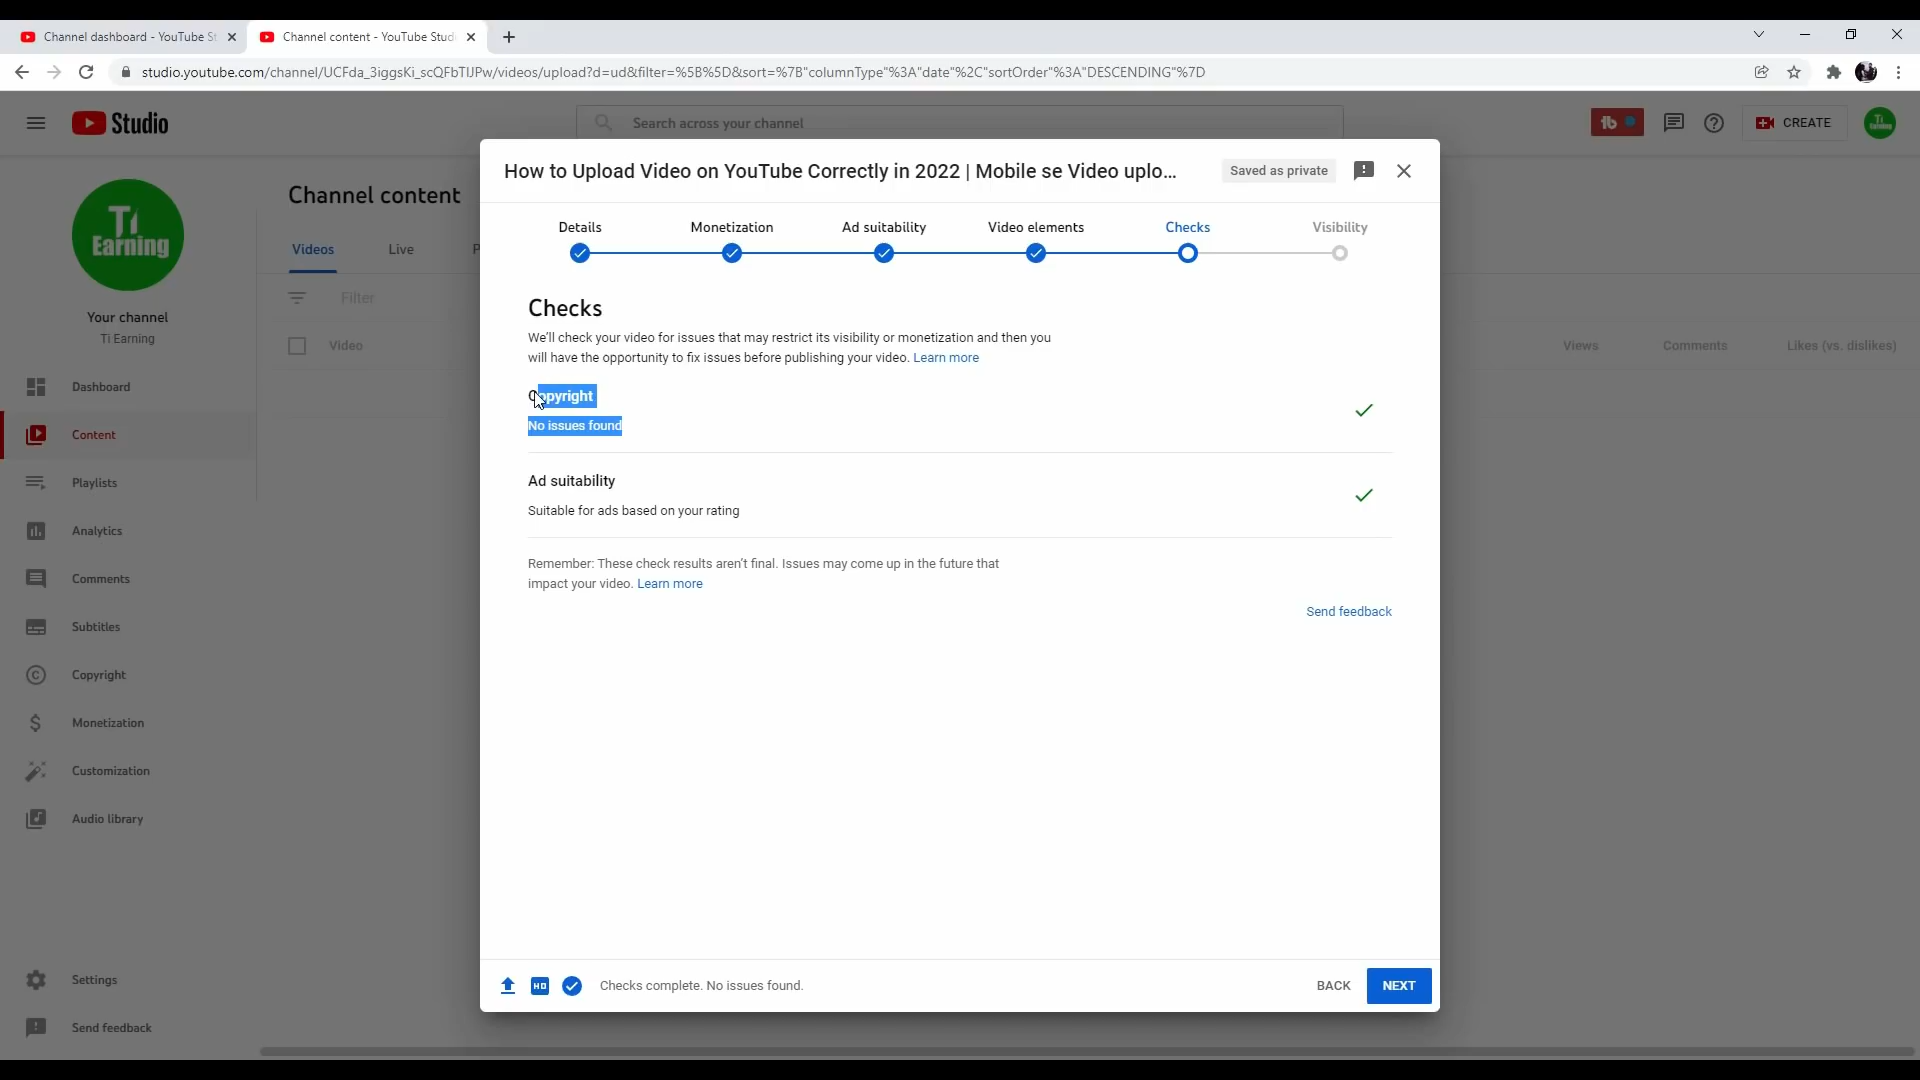 Channel dashboard - YouTube St
Channel content - YouTube Studi
studio.youtube.com/channel/UCFda_3iggsKi_scQFbTIJPw/videos/upload?d=ud&filter=%5B%5D&sort=%7B"columnType"%3A"date"%2C"sortOrder"%3A"DESCENDING"%7D
Studio
Search across your channel
CREATE
Ti
Earning
Your channel
Ti Earning
Dashboard
Content
Playlists
Analytics
Comments
Subtitles
Copyright
Monetization
Customization
Audio library
Settings
Send feedback
Channel content
Videos
Live
P
Filter
Video
Views
Comments
Likes (vs. dislikes)
How to Upload Video on YouTube Correctly in 2022 | Mobile se Video uplo...
Saved as private
Details
Monetization
Ad suitability
Video elements
Checks
Visibility
Checks
We'll check your video for issues that may restrict its visibility or monetization and then you
will have the opportunity to fix issues before publishing your video. Learn more
Copyright
No issues found
Ad suitability
Suitable for ads based on your rating
Remember: These check results aren't final. Issues may come up in the future that
impact your video. Learn more
Send feedback
HD
Checks complete. No issues found.
BACK
NEXT